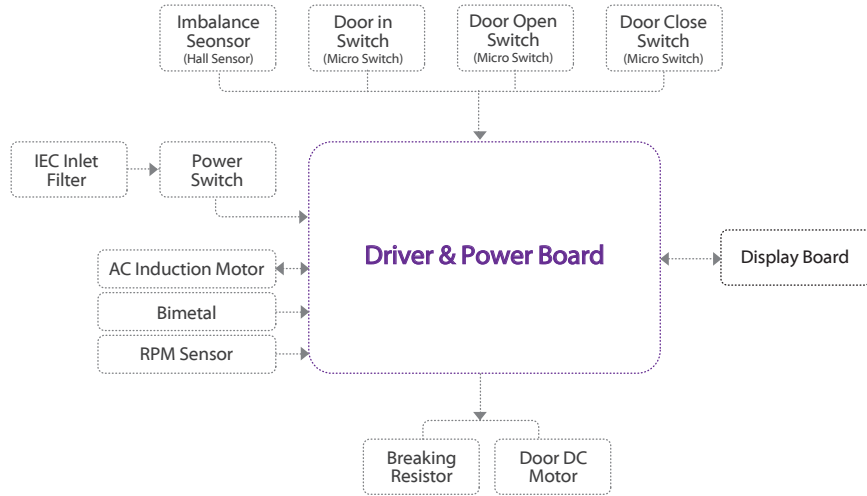 Imbalance
Seonsor
(Hall Sensor)
Door in
Switch
(Micro Switch)
Door Open
Switch
(Micro Switch)
Door Close
Switch
(Micro Switch)
IEC Inlet
Filter
Power
Switch
Driver & Power Board
Display Board
AC Induction Motor
Bimetal
RPM Sensor
Breaking
Resistor
Door DC
Motor